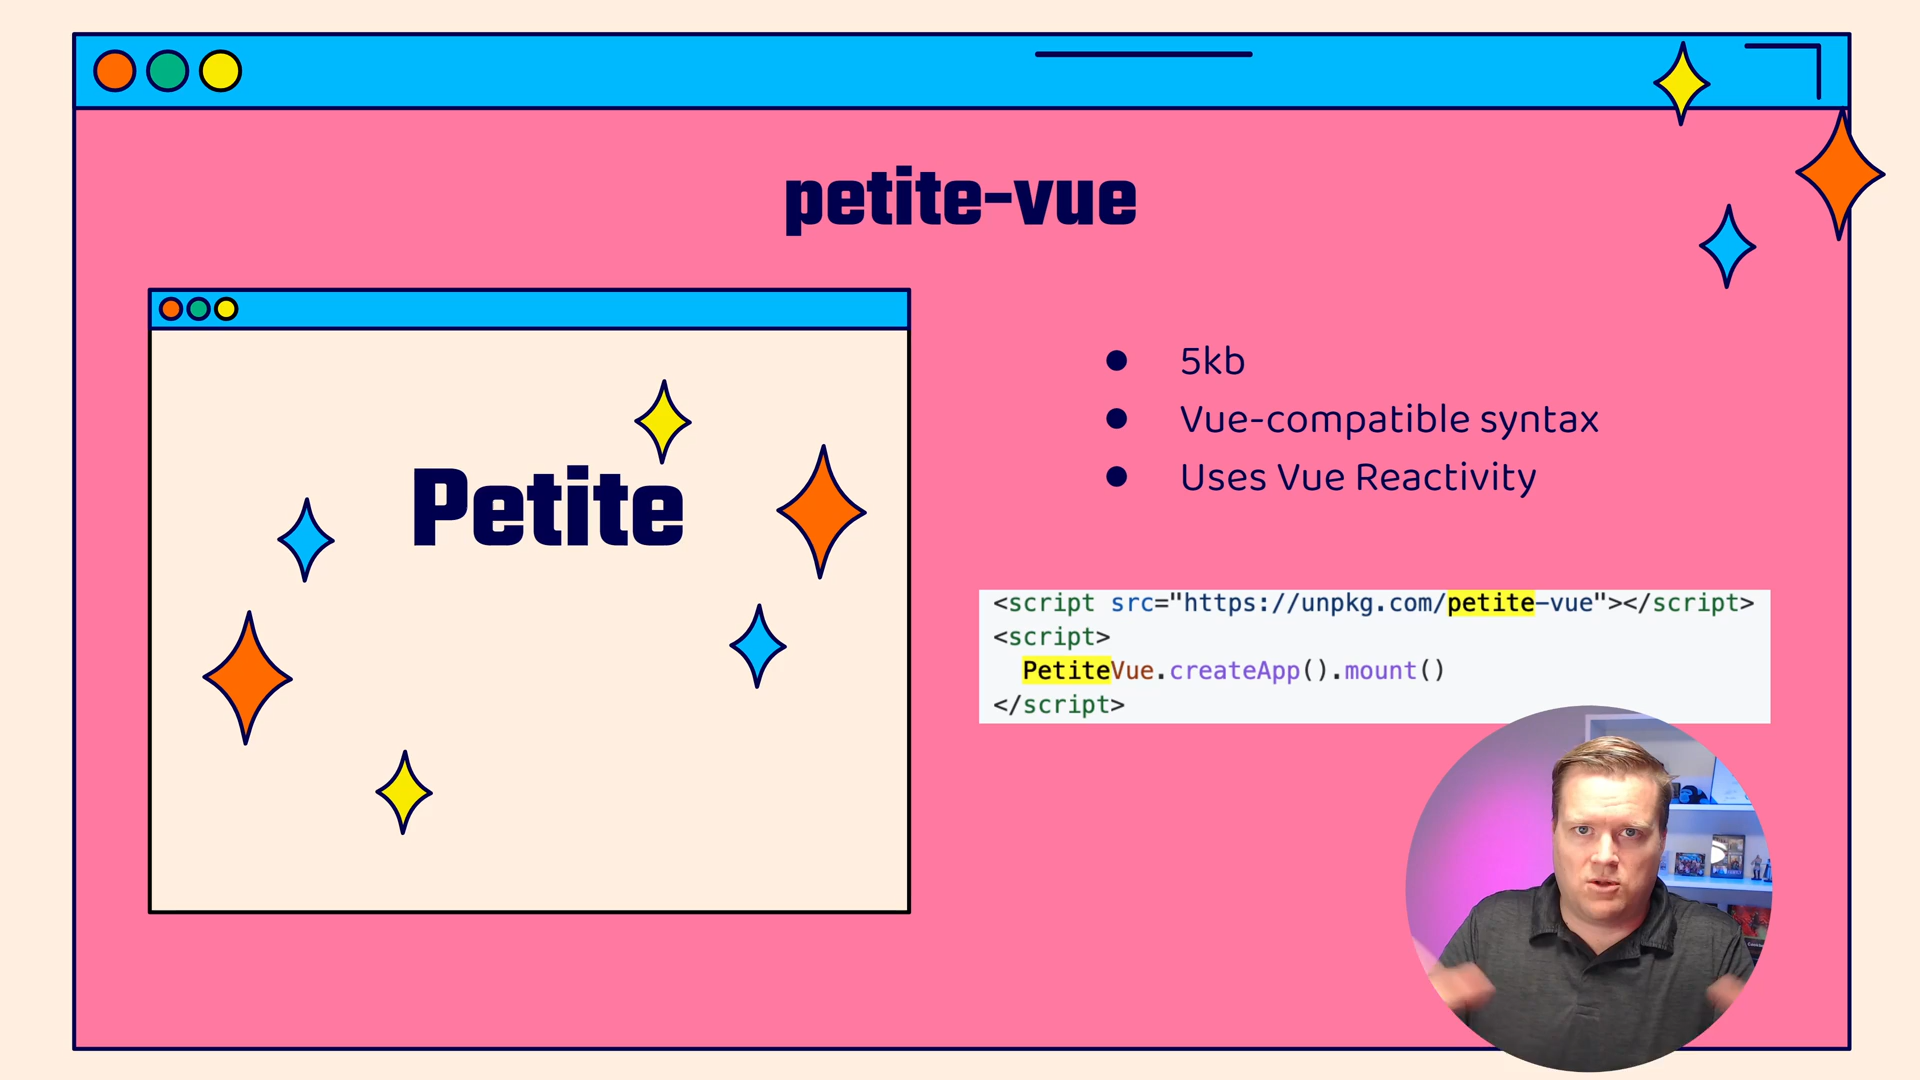 petite-vue
Petite
● 5kb
● Vue-compatible syntax
● Uses Vue Reactivity
<script src="https://unpkg.com/petite-vue"></script>
<script>
  PetiteVue.createApp().mount()
</script>